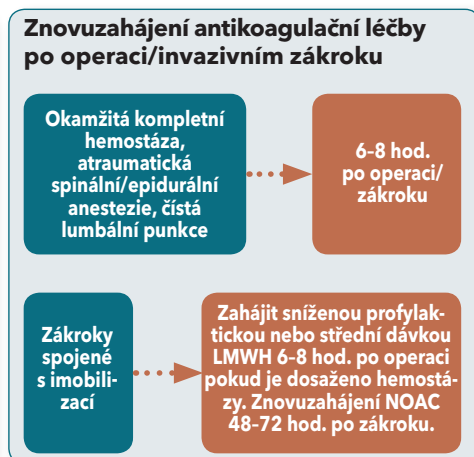 Znovuzahájení antikoagulační léčby
po operaci/invazivním zákroku
Okamžitá kompletní
hemostáza,
atraumatická
spinální/epidurální
anestezie, čístá
lumbální punkce
6–8 hod.
po operaci/
zákroku
Zákroky
spojené
s imobili-
zací
Zahájit sníženou profylak-
tickou nebo střední dávkou
LMWH 6–8 hod. po operaci
pokud je dosaženo hemostá-
zy. Znovuzahájení NOAC
48–72 hod. po zákroku.